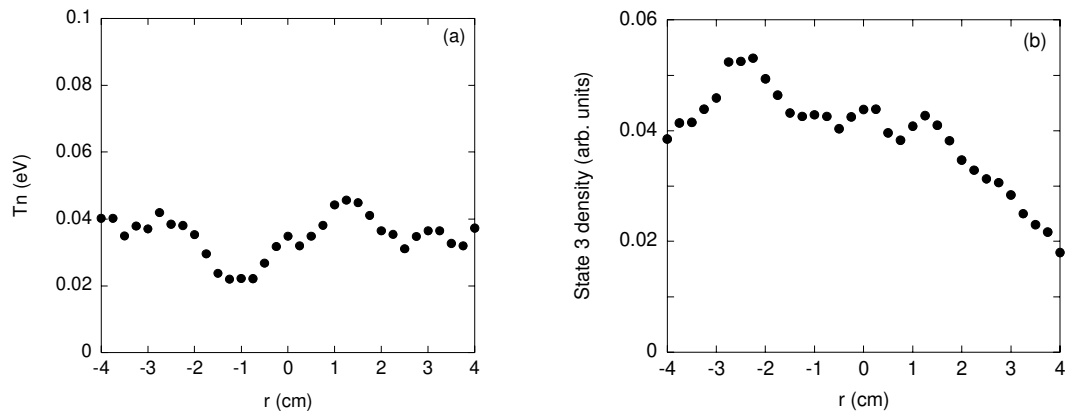 0.1
(a)
0.08
0.06
Tn (eV)
0.04
0.02
0
-4 -3 -2 -1 0 1 2 3 4
r (cm)
0.06
(b)
State 3 density (arb. units)
0.04
0.02
0
-4 -3 -2 -1 0 1 2 3 4
r (cm)